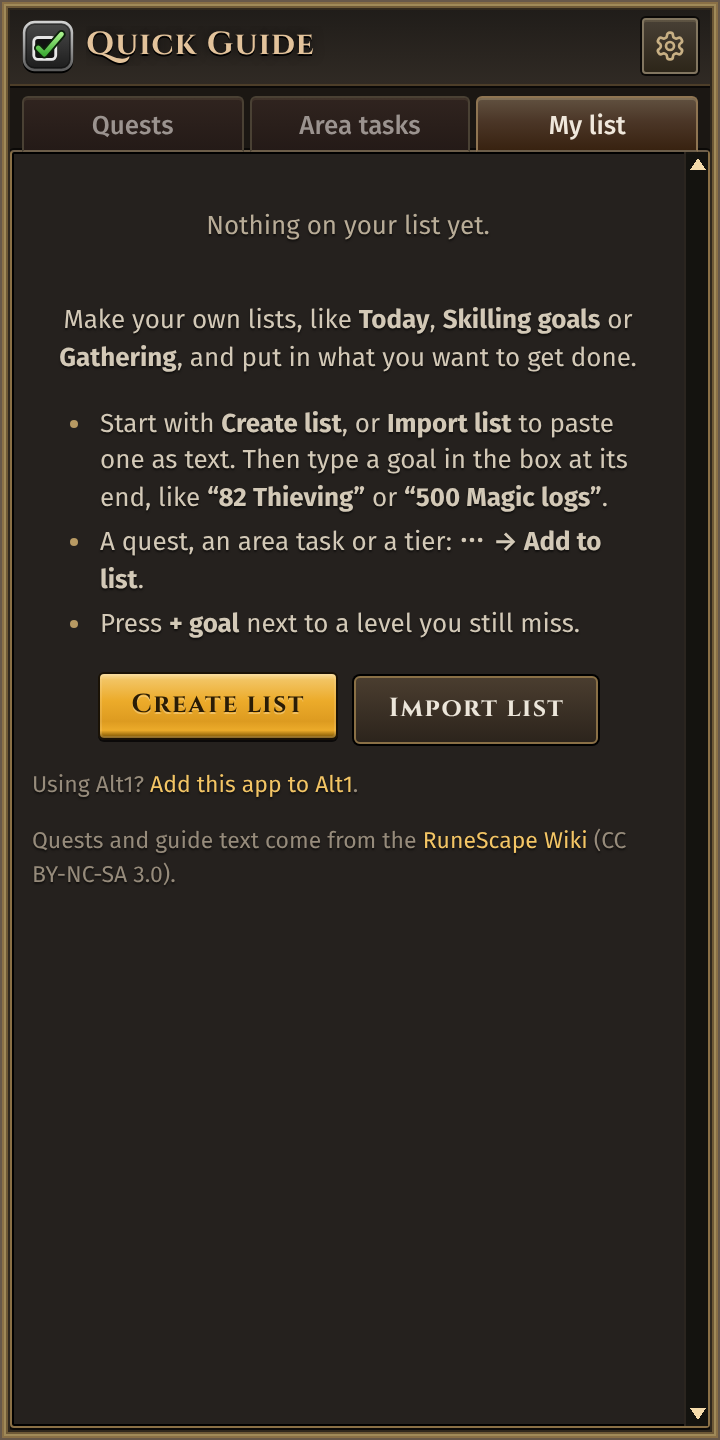 Quick Guide
Quests
Area tasks
My list
Nothing on your list yet.
Make your own lists, like Today, Skilling goals or
Gathering, and put in what you want to get done.
• Start with Create list, or Import list to paste
one as text. Then type a goal in the box at its
end, like “82 Thieving” or “500 Magic logs”.
• A quest, an area task or a tier: ··· → Add to
list.
• Press + goal next to a level you still miss.
Create list
Import list
Using Alt1? Add this app to Alt1.
Quests and guide text come from the RuneScape Wiki (CC
BY-NC-SA 3.0).